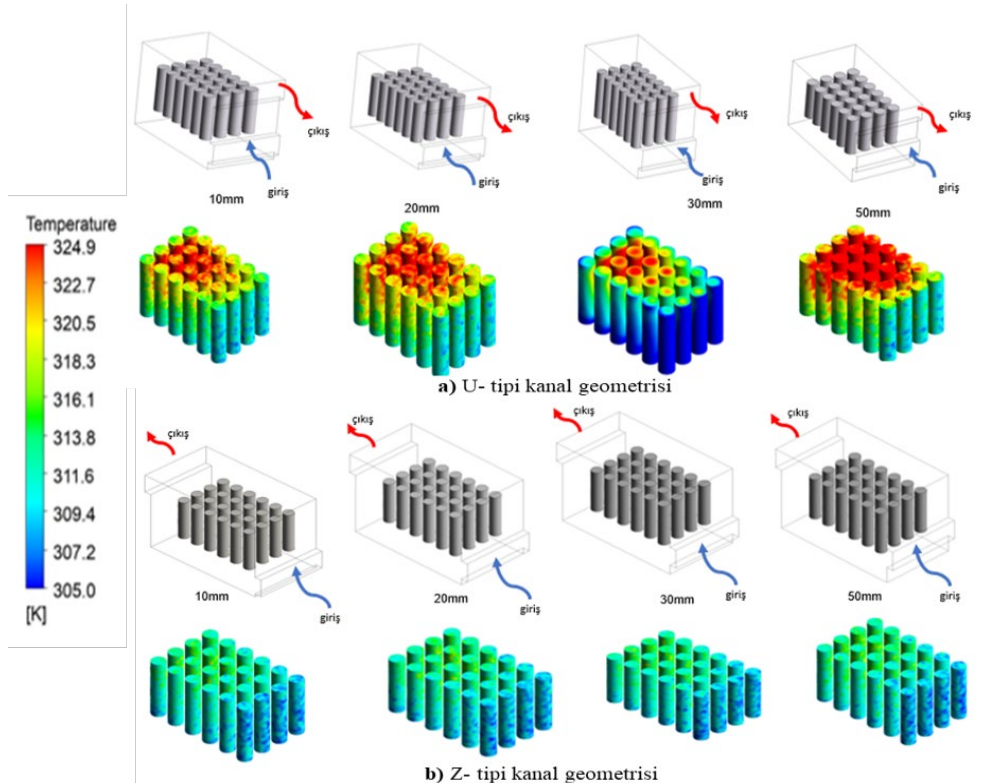 çıkış
çıkış
çıkış
çıkış
giriş
giriş
giriş
giriş
10mm
20mm
30mm
50mm
Temperature
324.9
322.7
320.5
318.3
316.1
313.8
311.6
309.4
307.2
305.0
[K]
a) U- tipi kanal geometrisi
çıkış
çıkış
çıkış
çıkış
10mm
20mm
30mm
50mm
giriş
giriş
giriş
giriş
b) Z- tipi kanal geometrisi